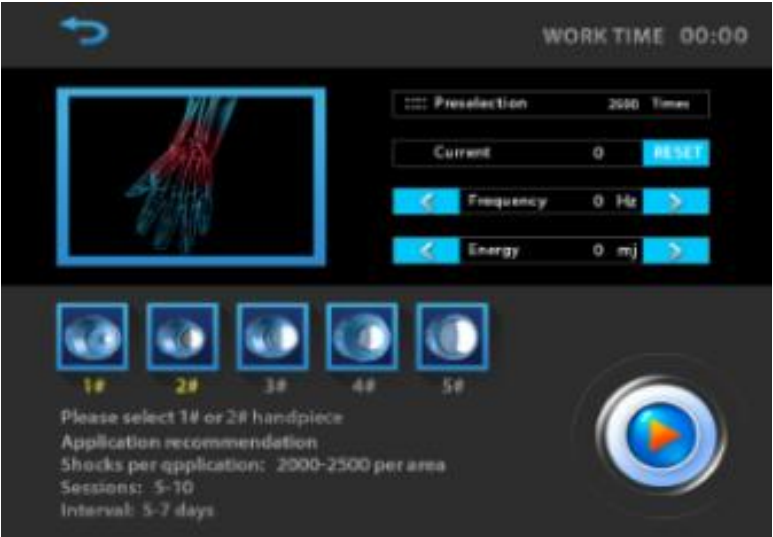 WORK TIME 00:00
Preselection 2500 Times
Current 0 RESET
Frequency 0 Hz
Energy 0 mj
1# 2# 3# 4# 5#
Please select 1# or 2# handpiece
Application recommendation
Shocks per qpplication: 2000-2500 per area
Sessions: 5-10
Interval: 5-7 days